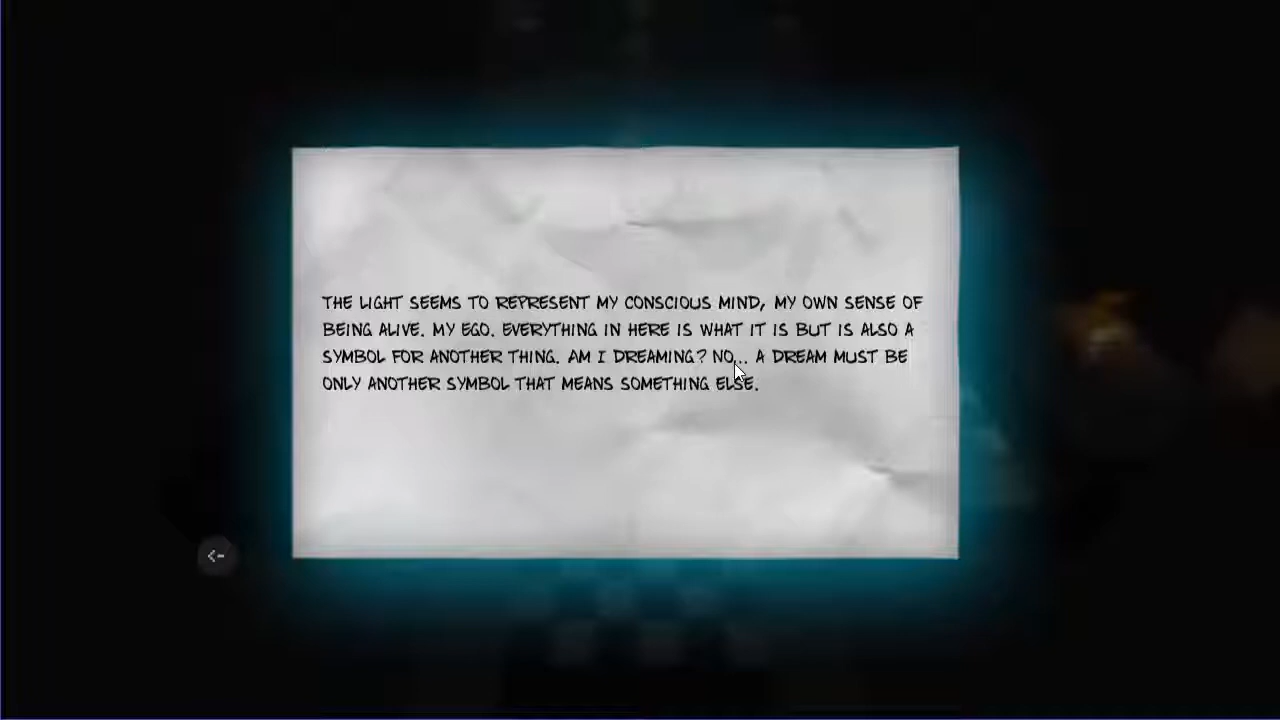 THE LIGHT SEEMS TO REPRESENT MY CONSCIOUS MIND, MY OWN SENSE OF
BEING ALIVE. MY EGO. EVERYTHING IN HERE IS WHAT IT IS BUT IS ALSO A
SYMBOL FOR ANOTHER THING. AM I DREAMING? NO... A DREAM MUST BE
ONLY ANOTHER SYMBOL THAT MEANS SOMETHING ELSE.
<-